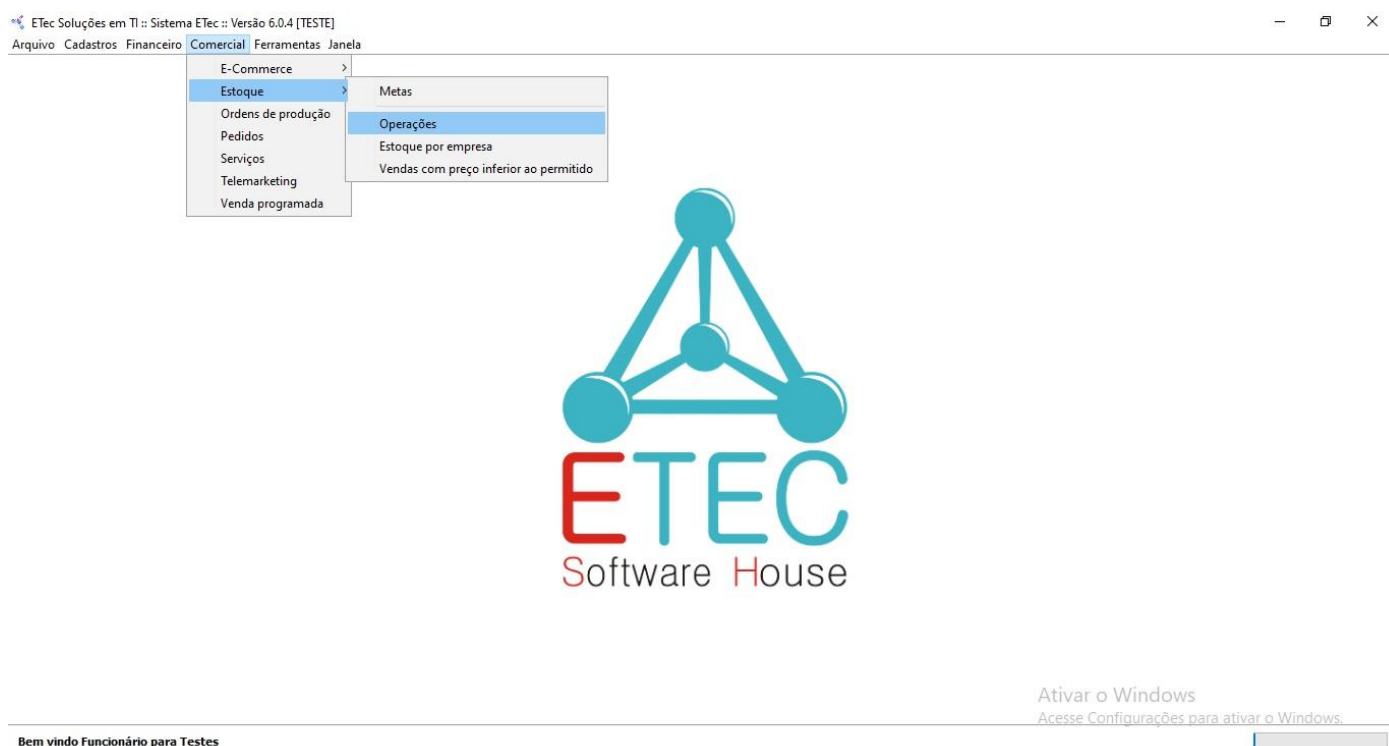 ETec Soluções em TI :: Sistema ETec :: Versão 6.0.4 [TESTE]
Arquivo Cadastros Financeiro Comercial Ferramentas Janela
E-Commerce
Estoque
Ordens de produção
Pedidos
Serviços
Telemarketing
Venda programada
Metas
Operações
Estoque por empresa
Vendas com preço inferior ao permitido
ETEC
Software House
Ativar o Windows
Acesse Configurações para ativar o Windows.
Bem vindo Funcionário para Testes